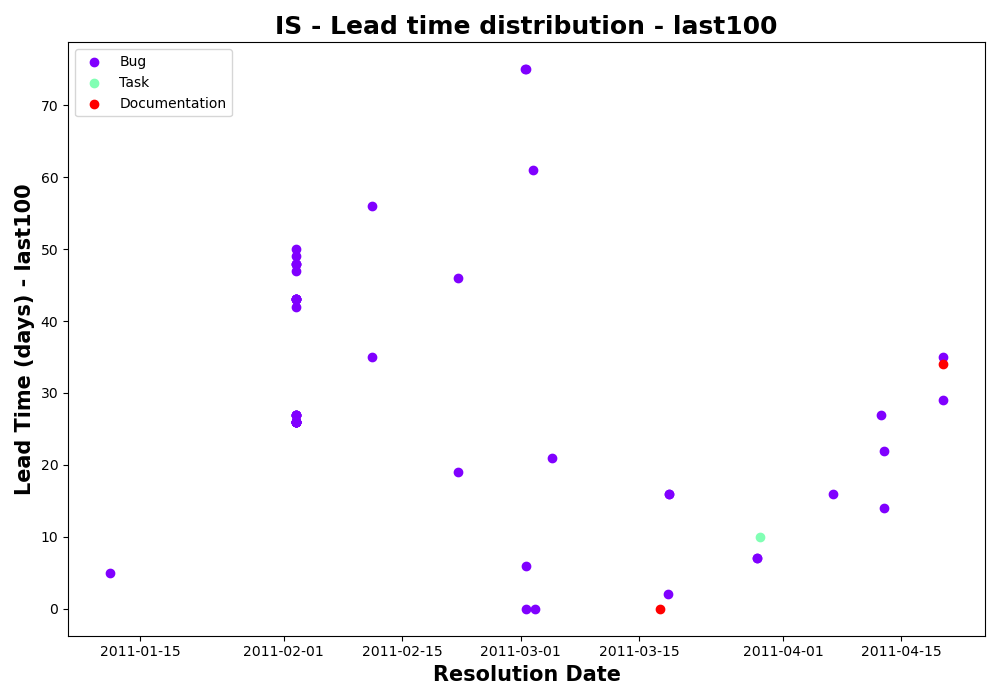 IS - Lead time distribution - last100
Bug
Task
Documentation
Lead Time (days) - last100
70
60
50
40
30
20
10
0
2011-01-15 2011-02-01 2011-02-15 2011-03-01 2011-03-15 2011-04-01 2011-04-15
Resolution Date